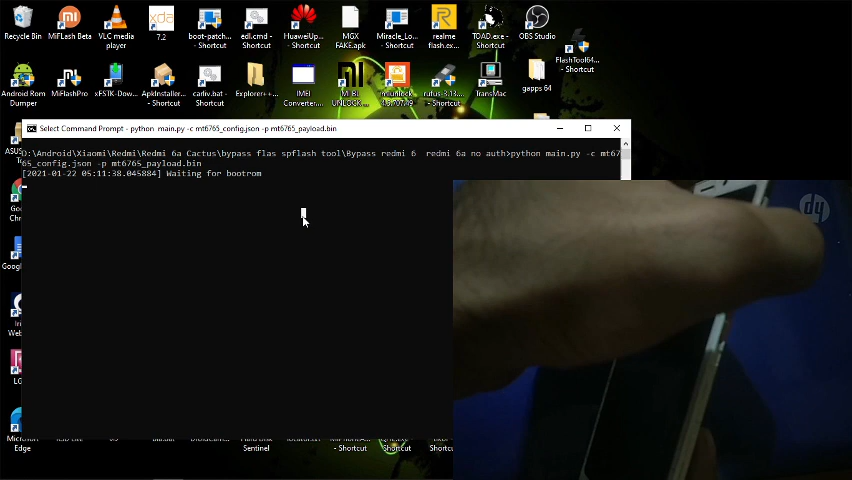 Recycle Bin
MiFlash Beta
VLC media player
7.2
boot-patch... - Shortcut
edl.cmd - Shortcut
HuaweiUp... - Shortcut
MGX FAKE.apk
Miracle_Lo... - Shortcut
realme flash.ex...
TOAD.exe - Shortcut
OBS Studio
FlashTool64... - Shortcut
xda
Android Rom Dumper
MiFlashPro
xFSTK-Dow...
ApkInstaller... - Shortcut
cariv.bat - Shortcut
Explorer++...
IMEI Converter...
MI BL UNLOCK
rufus-3.13... - Shortcut
TransMac
gapps 64
Select Command Prompt - python main.py -c mt6765_config.json -p mt6765_payload.bin
D:\Android\Xiaomi\Redmi\Redmi 6a Cactus\bypass flas spflash tool\Bypass redmi 6 redmi 6a no auth>python main.py -c mt67
65_config.json -p mt6765_payload.bin
[2021-01-22 05:11:38.045884] Waiting for bootrom
hp
Microsoft Edge
Hard Disk Sentinel